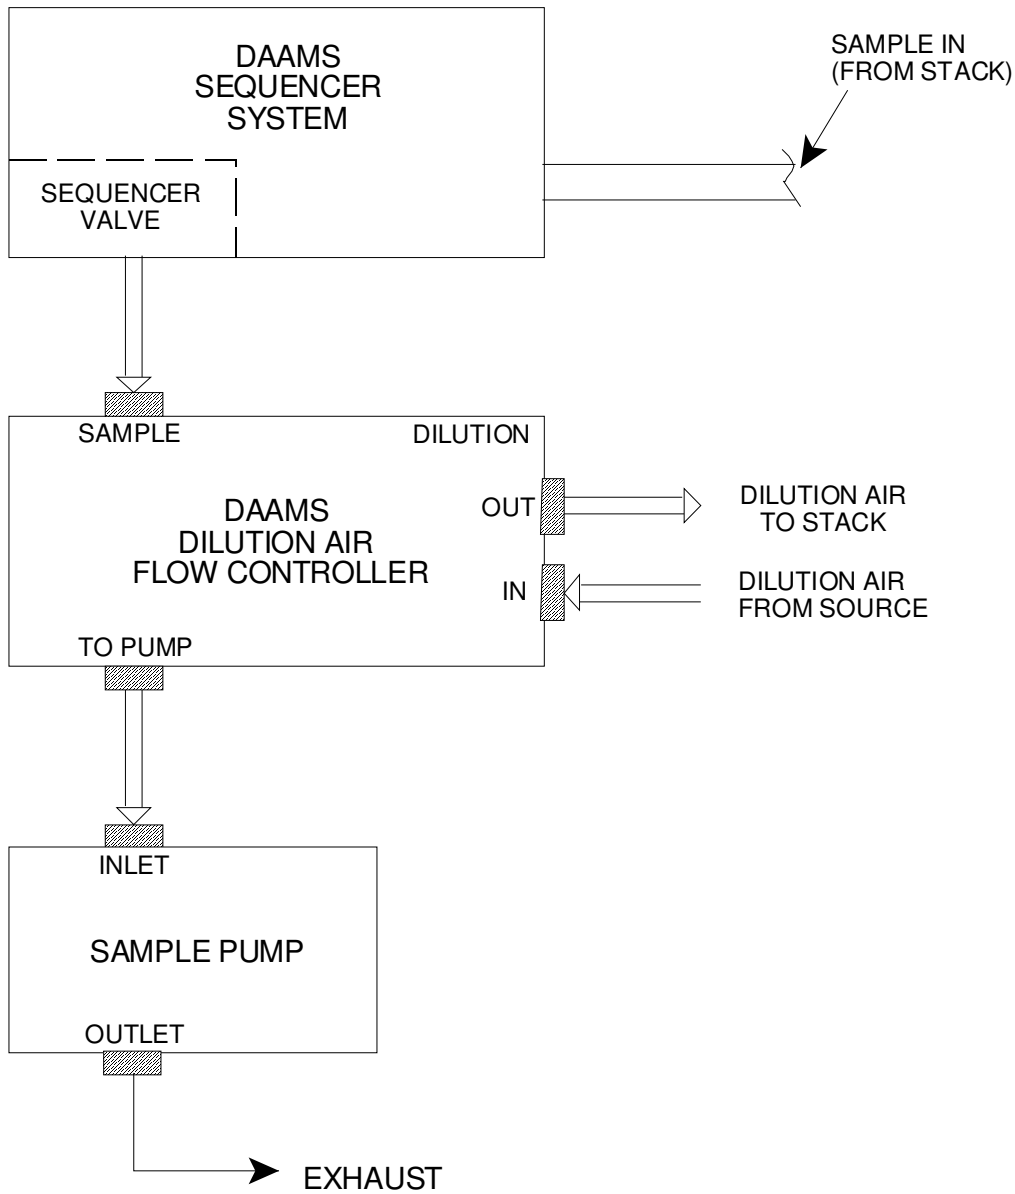 DAAMS
SEQUENCER
SYSTEM
SAMPLE IN
(FROM STACK)
SEQUENCER
VALVE
SAMPLE
DILUTION
DAAMS
DILUTION AIR
FLOW CONTROLLER
OUT
DILUTION AIR
TO STACK
IN
DILUTION AIR
FROM SOURCE
TO PUMP
INLET
SAMPLE PUMP
OUTLET
EXHAUST